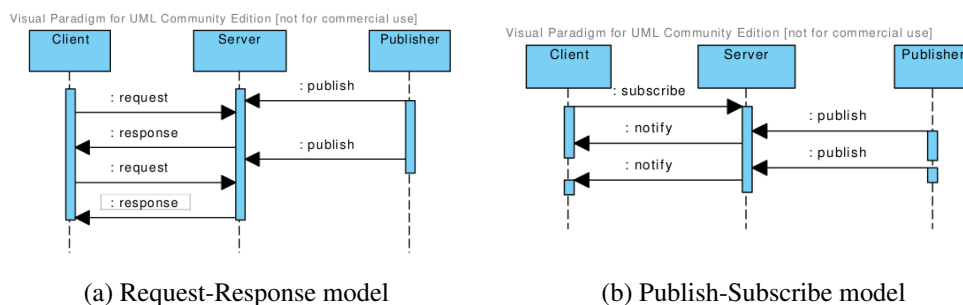 Visual Paradigm for UML Community Edition [not for commercial use]
Client
Server
Publisher
: publish
: request
: response
: publish
: request
: response
(a) Request-Response model
Visual Paradigm for UML Community Edition [not for commercial use]
Client
Server
Publisher
: subscribe
: publish
: notify
: publish
: notify
(b) Publish-Subscribe model